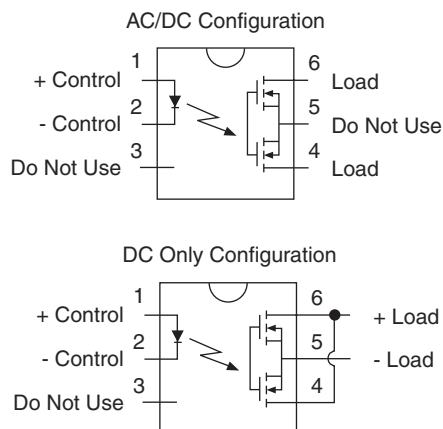 AC/DC Configuration
1 6
+ Control Load
2 5
- Control Do Not Use
3 4
Do Not Use Load
DC Only Configuration
1 6
+ Control + Load
2 5
- Control - Load
3 4
Do Not Use